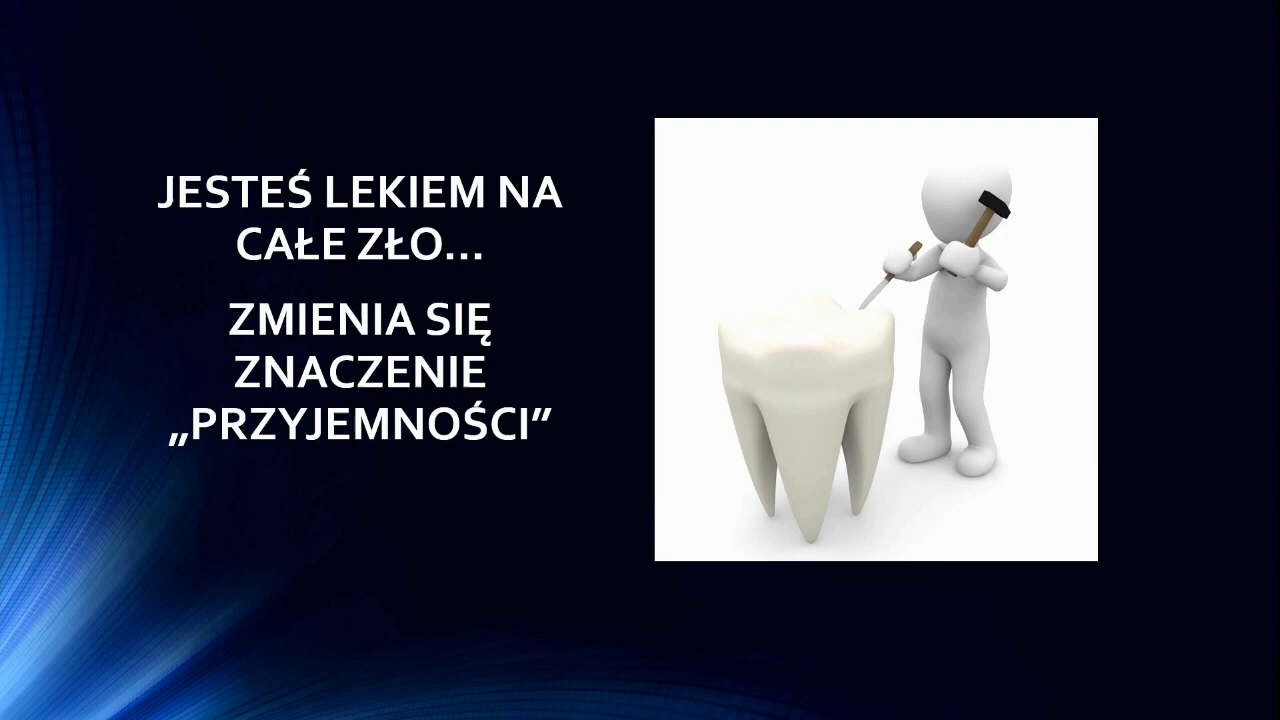 JESTEŚ LEKIEM NA
CAŁE ZŁO...
ZMIENIA SIĘ
ZNACZENIE
„PRZYJEMNOŚCI”